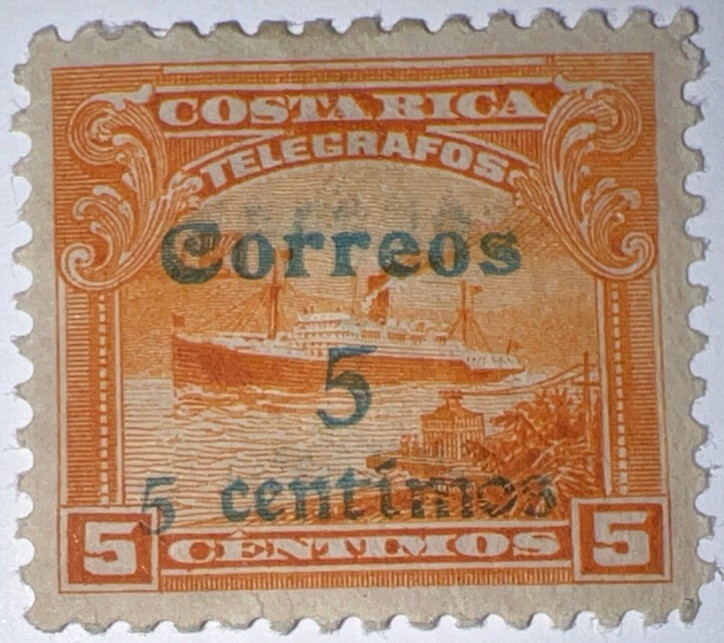 COSTA RICA
TELEGRAFOS
Correos
5
5 centimos
5 CENTIMOS 5